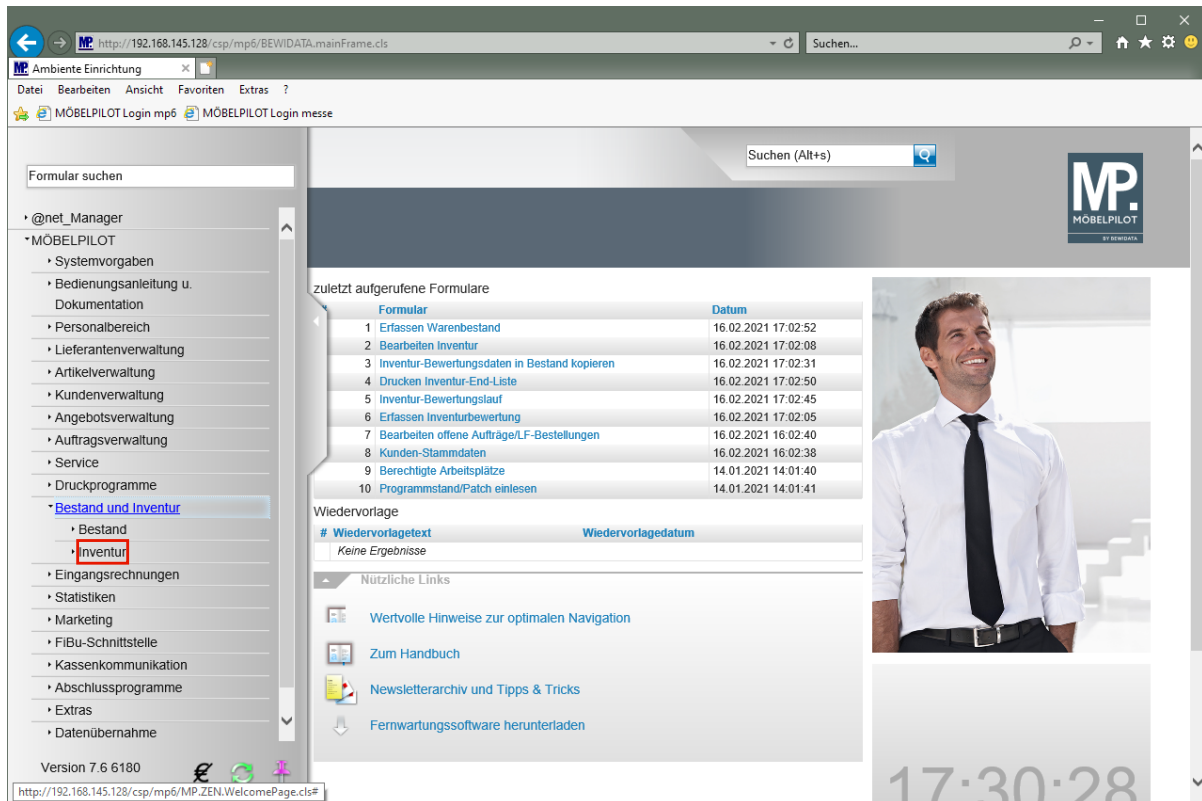 http://192.168.145.128/csp/mp6/BEWIDATA.mainFrame.cls
Suchen...
MP. Ambiente Einrichtung
Datei Bearbeiten Ansicht Favoriten Extras ?
MÖBELPILOT Login mp6 MÖBELPILOT Login messe
Formular suchen
@net_Manager
MÖBELPILOT
Systemvorgaben
Bedienungsanleitung u.
Dokumentation
Personalbereich
Lieferantenverwaltung
Artikelverwaltung
Kundenverwaltung
Angebotsverwaltung
Auftragsverwaltung
Service
Druckprogramme
Bestand und Inventur
Bestand
Inventur
Eingangsrechnungen
Statistiken
Marketing
FiBu-Schnittstelle
Kassenkommunikation
Abschlussprogramme
Extras
Datenübernahme
Version 7.6 6180
http://192.168.145.128/csp/mp6/MP.ZEN.WelcomePage.cls#
Suchen (Alt+s)
MP.
MÖBELPILOT
BY BEWIDATA
zuletzt aufgerufene Formulare
Formular Datum
1 Erfassen Warenbestand 16.02.2021 17:02:52
2 Bearbeiten Inventur 16.02.2021 17:02:08
3 Inventur-Bewertungsdaten in Bestand kopieren 16.02.2021 17:02:31
4 Drucken Inventur-End-Liste 16.02.2021 17:02:50
5 Inventur-Bewertungslauf 16.02.2021 17:02:45
6 Erfassen Inventurbewertung 16.02.2021 17:02:05
7 Bearbeiten offene Aufträge/LF-Bestellungen 16.02.2021 16:02:40
8 Kunden-Stammdaten 16.02.2021 16:02:38
9 Berechtigte Arbeitsplätze 14.01.2021 14:01:40
10 Programmstand/Patch einlesen 14.01.2021 14:01:41
Wiedervorlage
# Wiedervorlagetext Wiedervorlagedatum
Keine Ergebnisse
Nützliche Links
Wertvolle Hinweise zur optimalen Navigation
Zum Handbuch
Newsletterarchiv und Tipps & Tricks
Fernwartungssoftware herunterladen
17:30:28